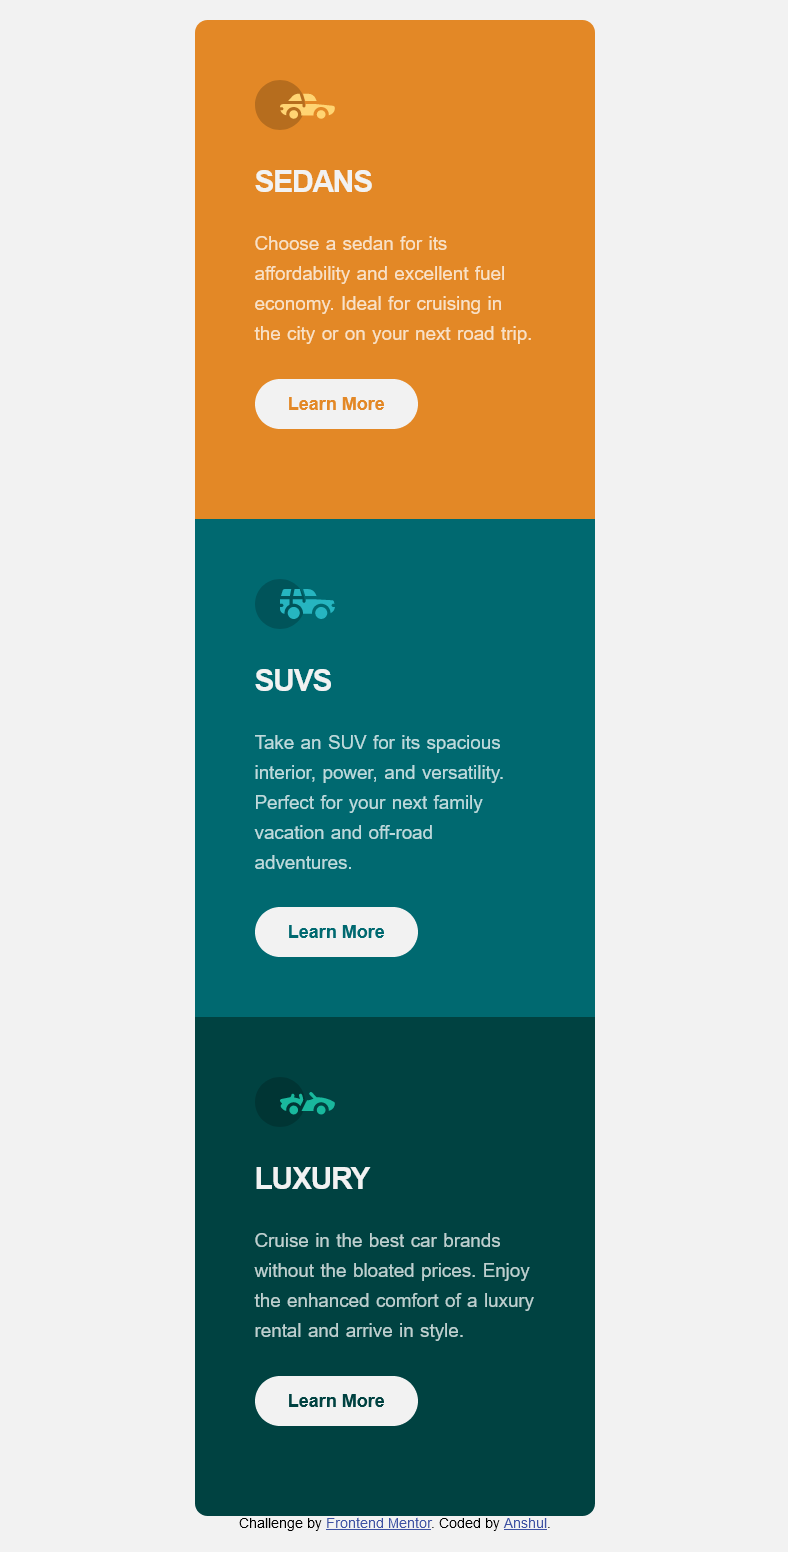 SEDANS
Choose a sedan for its
affordability and excellent fuel
economy. Ideal for cruising in
the city or on your next road trip.
Learn More
SUVS
Take an SUV for its spacious
interior, power, and versatility.
Perfect for your next family
vacation and off-road
adventures.
Learn More
LUXURY
Cruise in the best car brands
without the bloated prices. Enjoy
the enhanced comfort of a luxury
rental and arrive in style.
Learn More
Challenge by Frontend Mentor. Coded by Anshul.